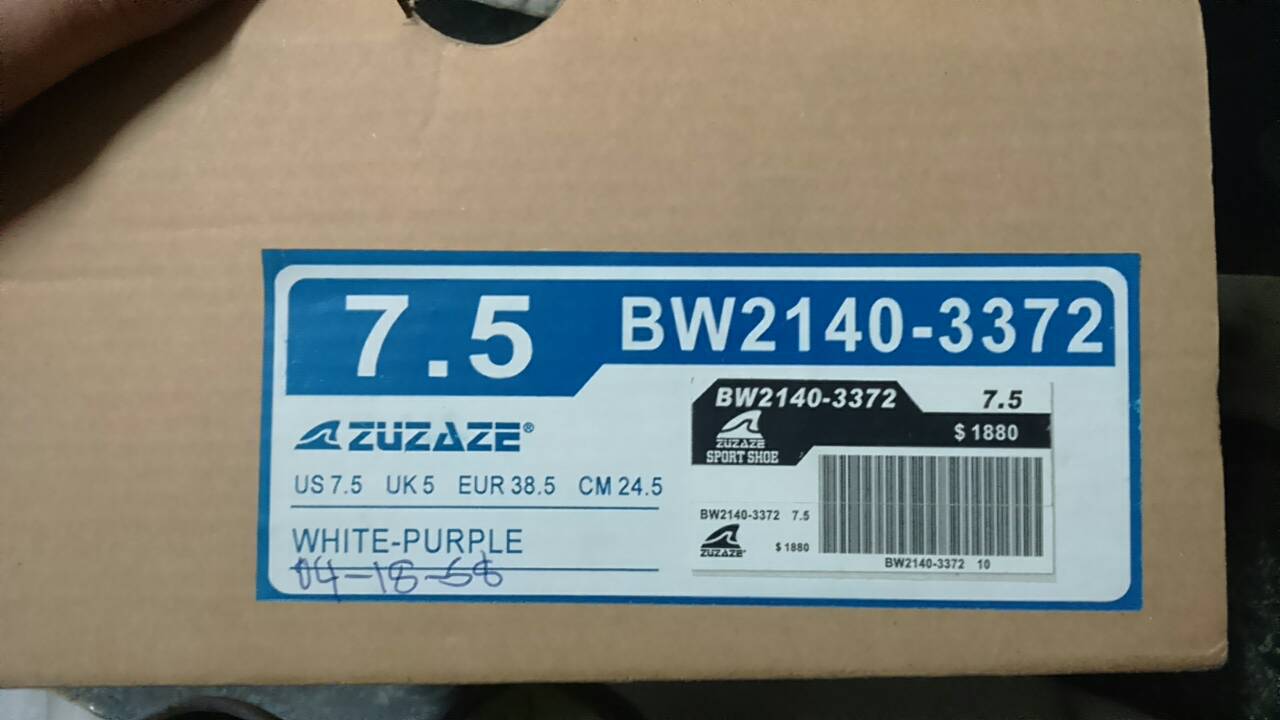 7.5 BW2140-3372
ZUZAZE®
US 7.5 UK 5 EUR 38.5 CM 24.5
WHITE-PURPLE
04-18-58
BW2140-3372 7.5
$ 1880
ZUZAZE
SPORT SHOE
BW2140-3372 7.5
ZUZAZE
$ 1880
BW2140-3372 10